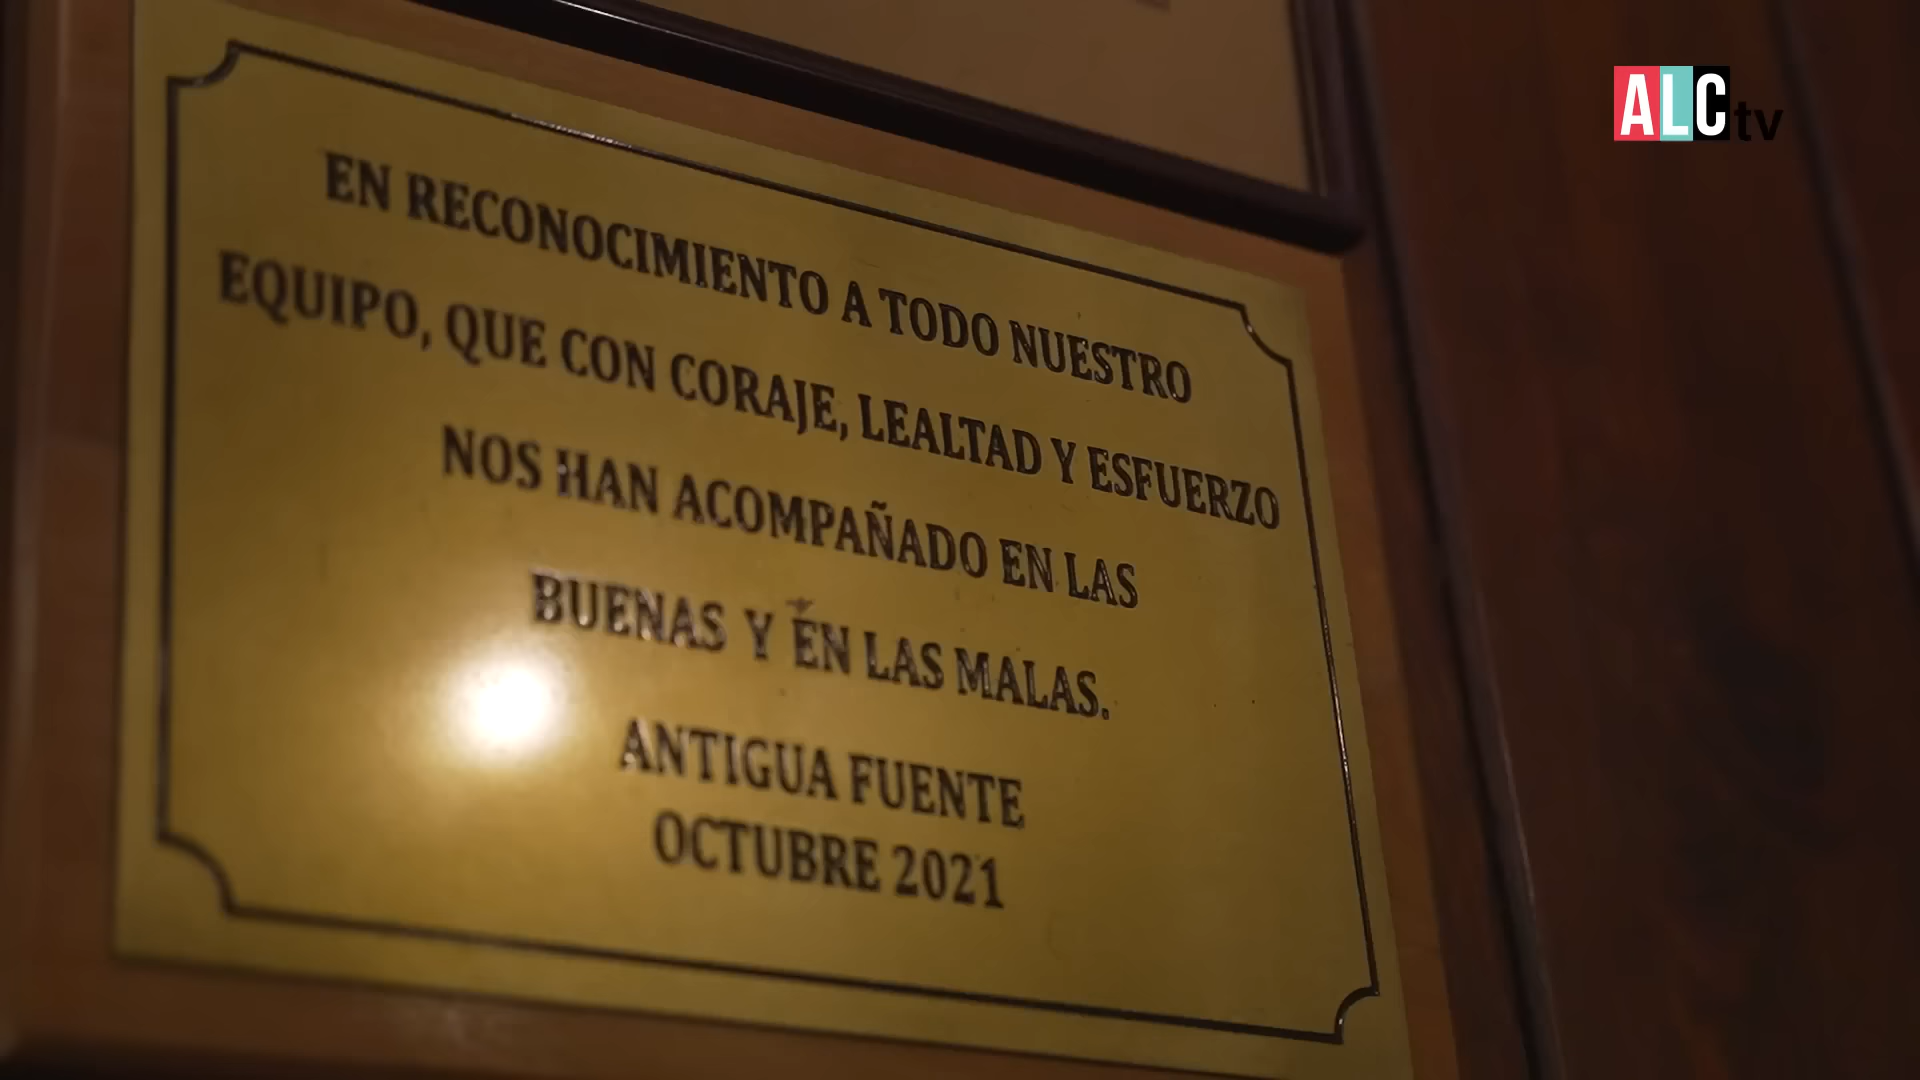 ALCtv
EN RECONOCIMIENTO A TODO NUESTRO
EQUIPO, QUE CON CORAJE, LEALTAD Y ESFUERZO
NOS HAN ACOMPAÑADO EN LAS
BUENAS Y EN LAS MALAS.
ANTIGUA FUENTE
OCTUBRE 2021